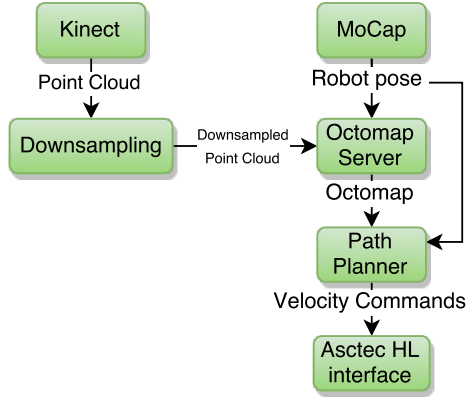 Kinect
MoCap
Point Cloud
Robot pose
Downsampling
Downsampled
Point Cloud
Octomap
Server
Octomap
Path
Planner
Velocity Commands
Asctec HL
interface